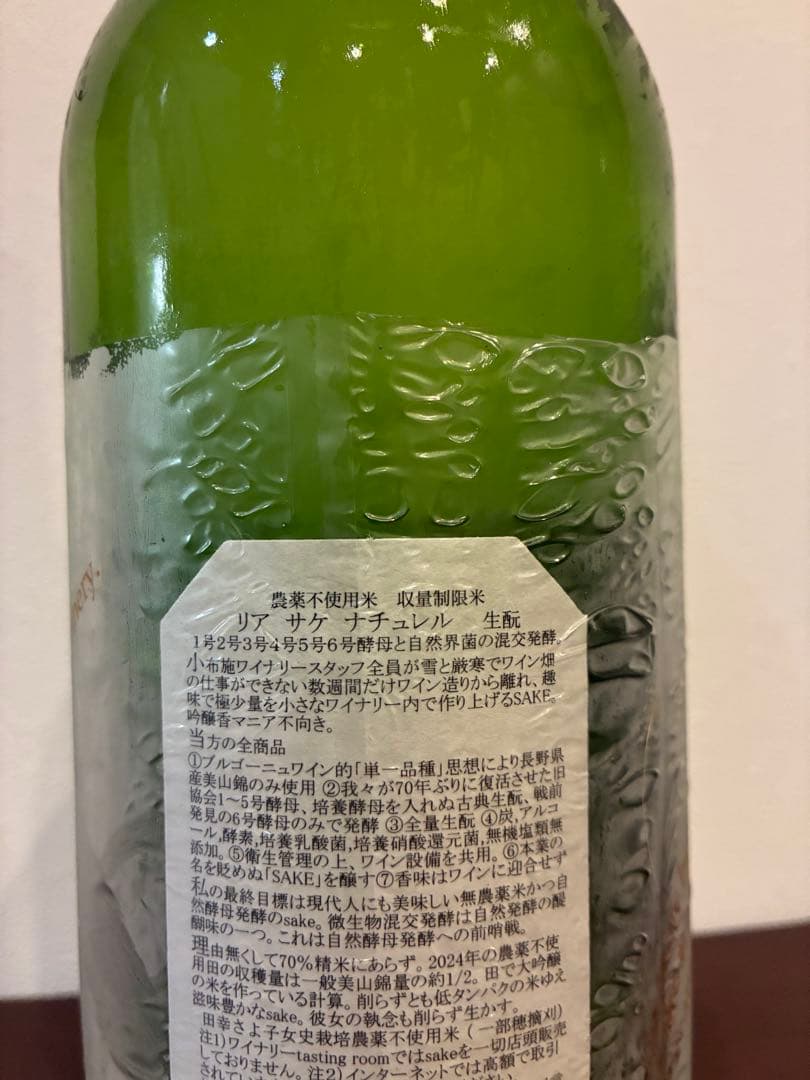 nery.
農薬不使用米　収量制限米
リア　サケ　ナチュレル　生酛
1号2号3号4号5号6号酵母と自然界菌の混交発酵。
小布施ワイナリースタッフ全員が雪と厳寒でワイン畑
の仕事ができない数週間だけワイン造りから離れ、趣
味で極少量を小さなワイナリー内で作り上げるSAKE。
吟醸香マニア不向き。
当方の全商品
①ブルゴーニュワイン的「単一品種」思想により長野県
産美山錦のみ使用 ②我々が70年ぶりに復活させた旧
協会1～5号酵母、培養酵母を入れぬ古典生酛、戦前
発見の6号酵母のみで発酵 ③全量生酛 ④炭,アルコ
ール,酵素,培養乳酸菌,培養硝酸還元菌,無機塩類無
添加。⑤衛生管理の上、ワイン設備を共用。⑥本業の
名を貶めぬ「SAKE」を醸す⑦香味はワインに迎合せず
私の最終目標は現代人にも美味しい無農薬米かつ自
然酵母発酵のsake。微生物混交発酵は自然発酵の醍
醐味の一つ。これは自然酵母発酵への前哨戦。
理由無くして70%精米にあらず。2024年の農薬不使
用田の収穫量は一般美山錦量の約1/2。田で大吟醸
の米を作っている計算。削らずとも低タンパクの米ゆえ
滋味豊かなsake。彼女の執念も削らず生かす。
田幸さよ子女史栽培農薬不使用米（一部穂摘刈）
注1)ワイナリーtasting roomではsakeを一切店頭販売
しておりません。注2)インターネットでは高額で取引
されていま